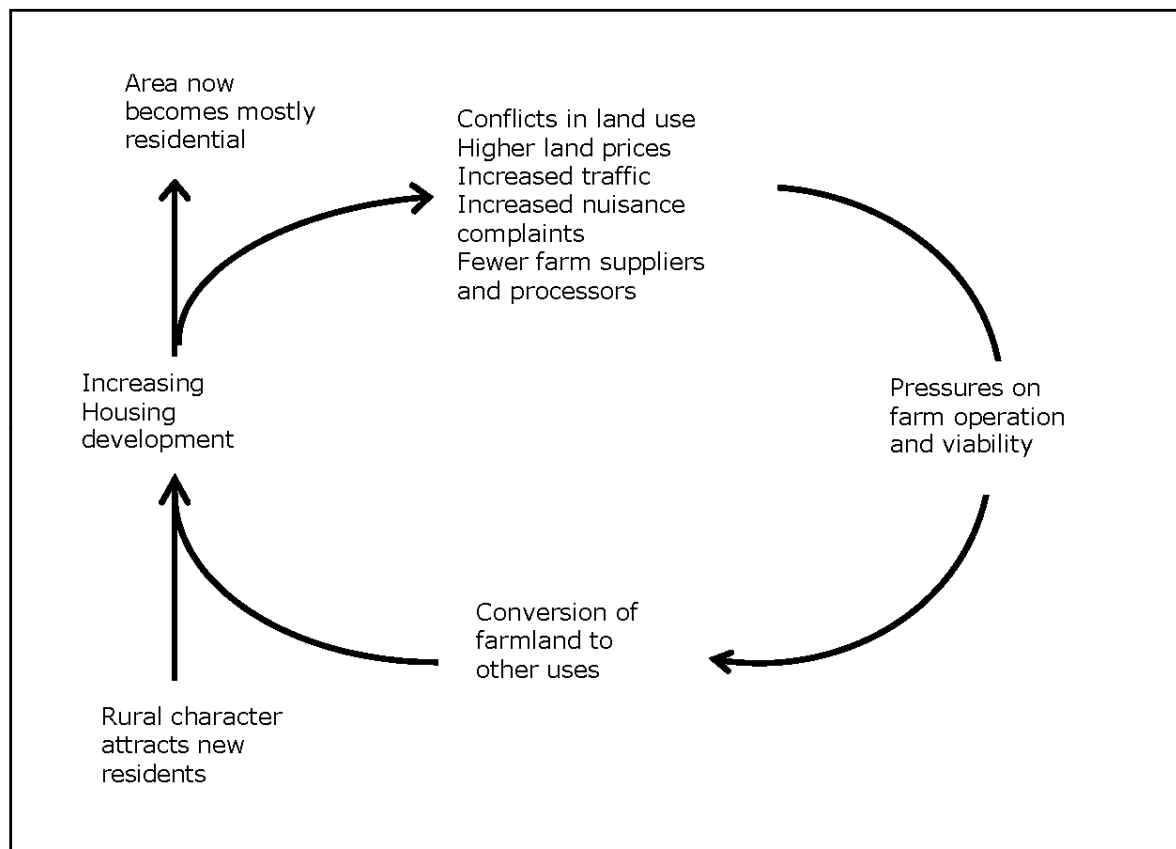 Area now
becomes mostly
residential
Conflicts in land use
Higher land prices
Increased traffic
Increased nuisance
complaints
Fewer farm suppliers
and processors
Increasing
Housing
development
Pressures on
farm operation
and viability
Conversion of
farmland to
other uses
Rural character
attracts new
residents